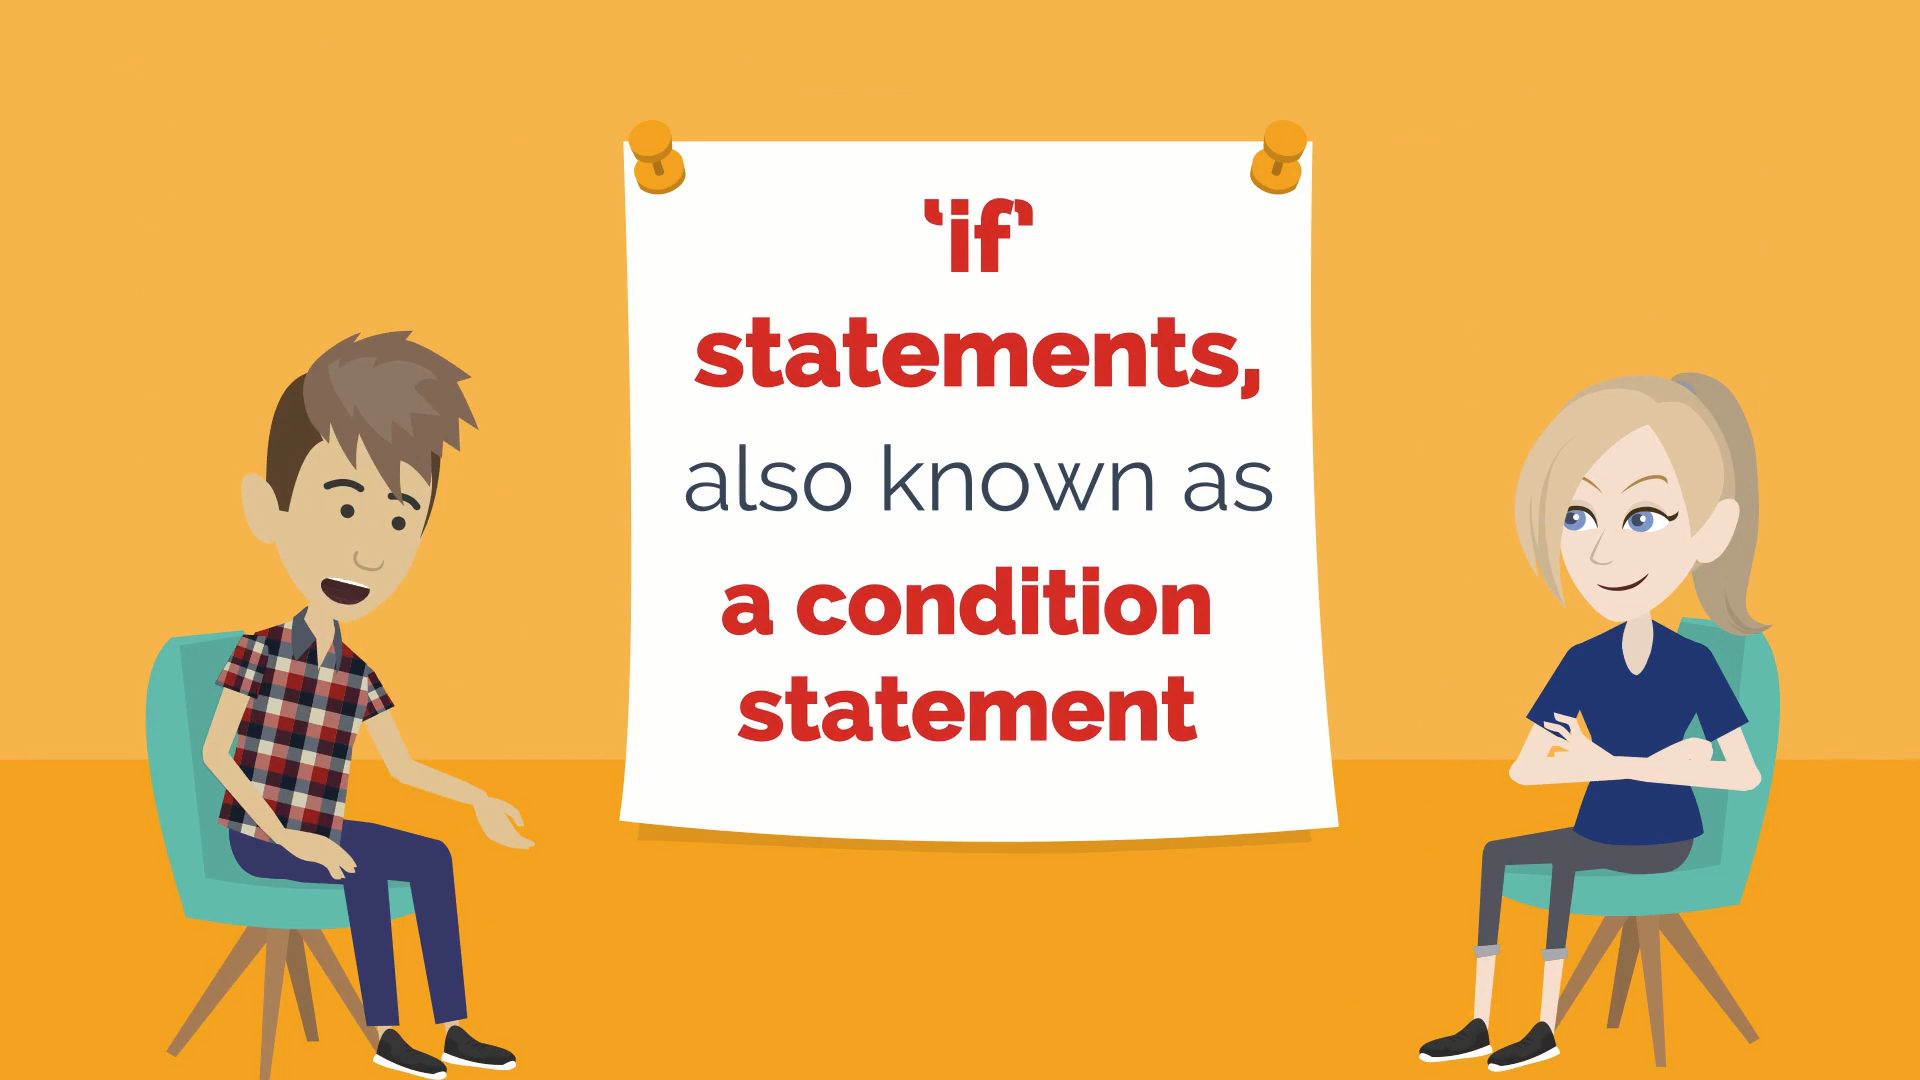 ‘if’
statements,
also known as
a condition
statement